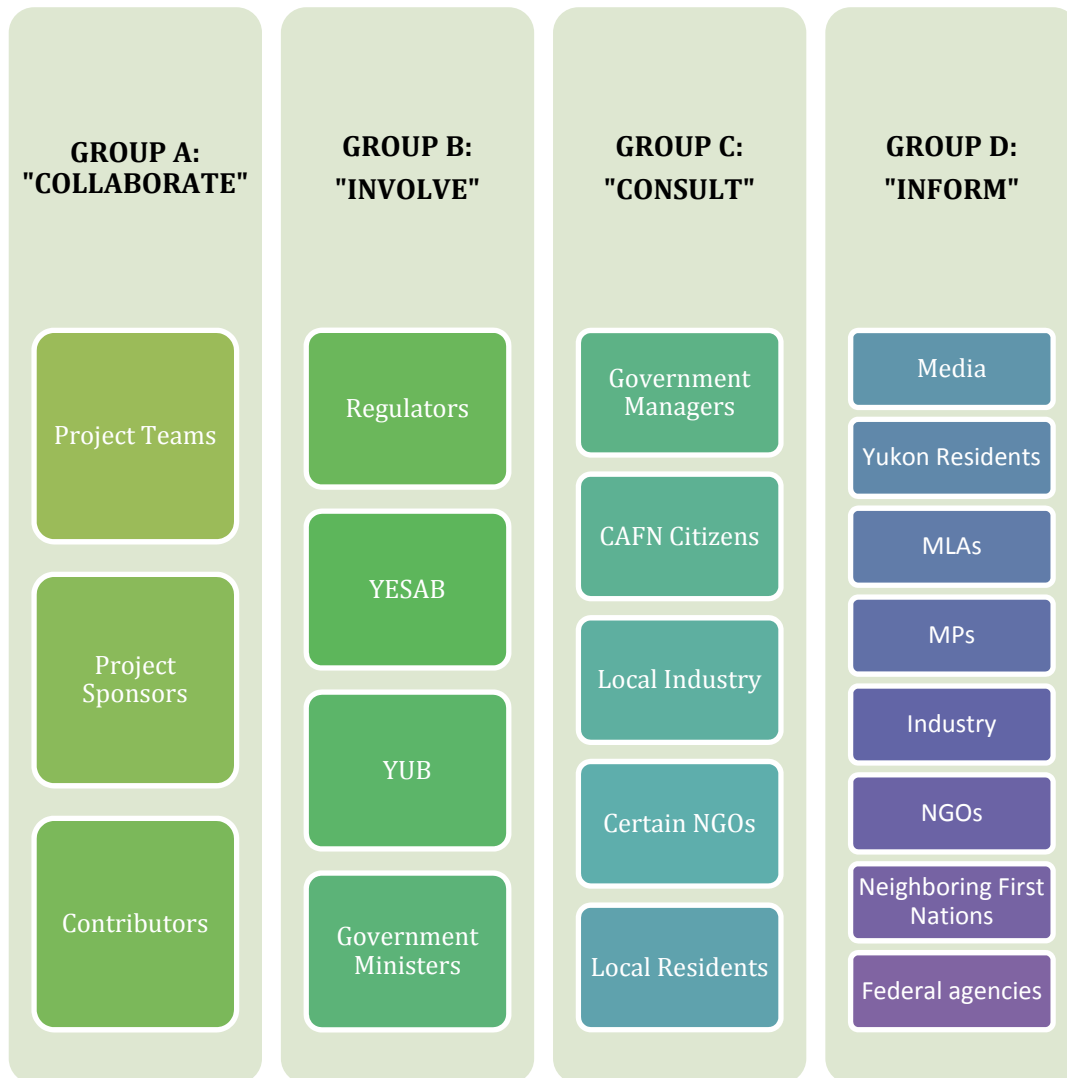 GROUP A:
"COLLABORATE"
Project Teams
Project
Sponsors
Contributors
GROUP B:
"INVOLVE"
Regulators
YESAB
YUB
Government
Ministers
GROUP C:
"CONSULT"
Government
Managers
CAFN Citizens
Local Industry
Certain NGOs
Local Residents
GROUP D:
"INFORM"
Media
Yukon Residents
MLAs
MPs
Industry
NGOs
Neighboring First
Nations
Federal agencies